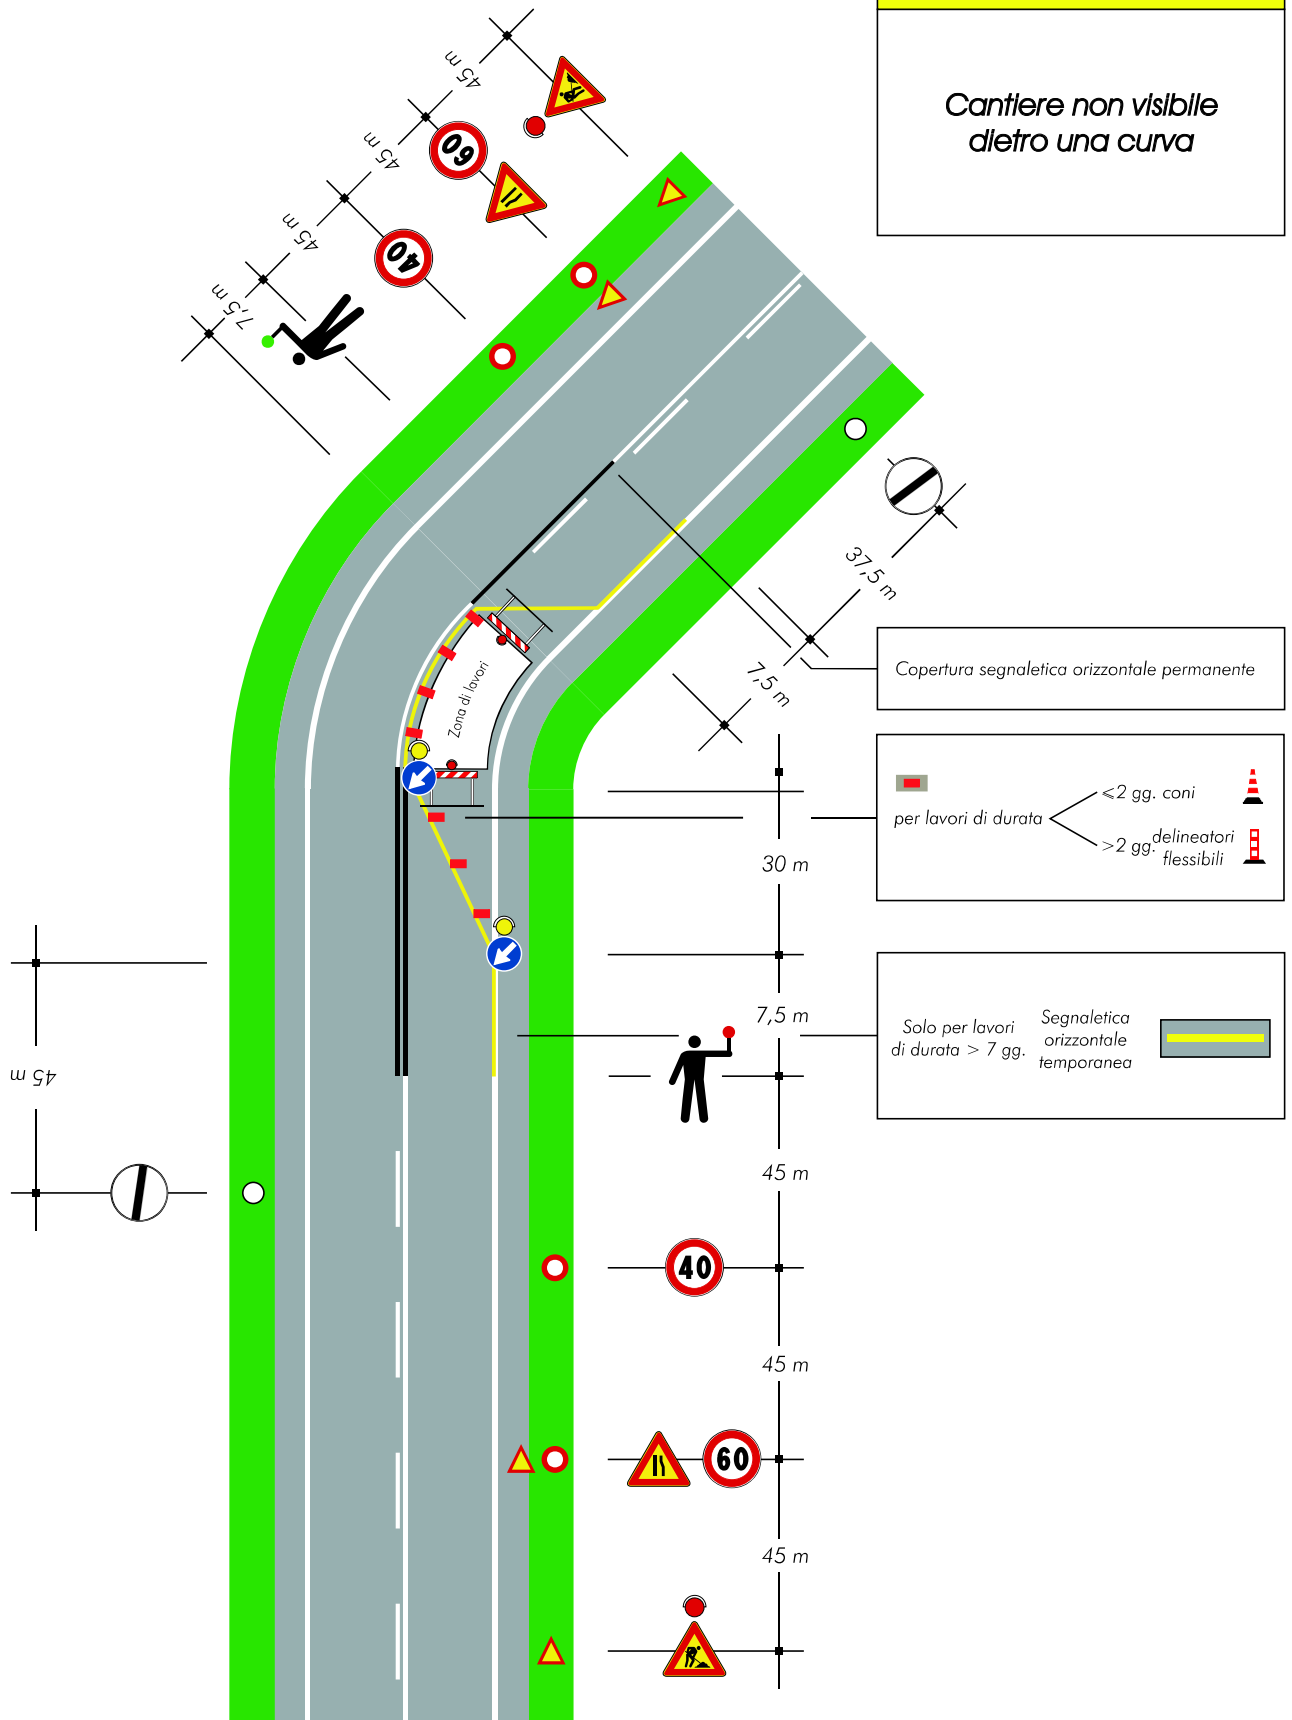 Cantiere non visibile
dietro una curva
45 m
45 m
60
45 m
40
7,5 m
37,5 m
Copertura segnaletica orizzontale permanente
7,5 m
Zona di lavori
per lavori di durata
⩽2 gg. coni
>2 gg. delineatori
flessibili
30 m
7,5 m
Solo per lavori
di durata > 7 gg.
Segnaletica
orizzontale
temporanea
45 m
45 m
40
45 m
60
45 m